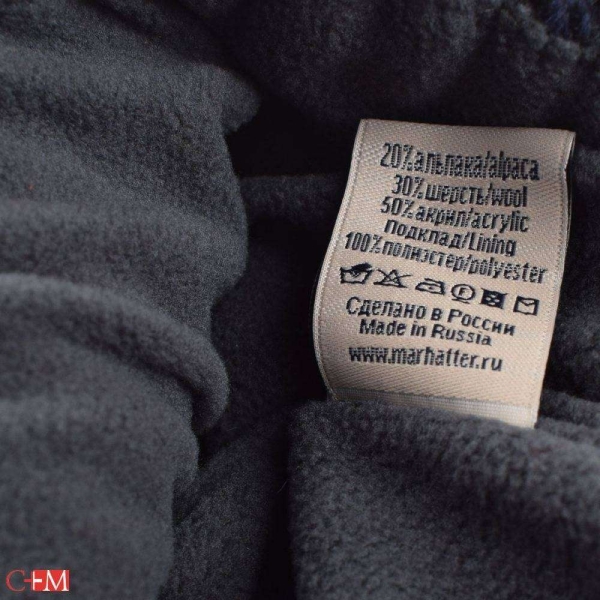 20% альпака/alpaca
30% шерсть/wool
50% акрил/acrylic
Подклад/Lining
100% полиэстер/polyester
Сделано в России
Made in Russia
www.marhatter.ru
C+FM